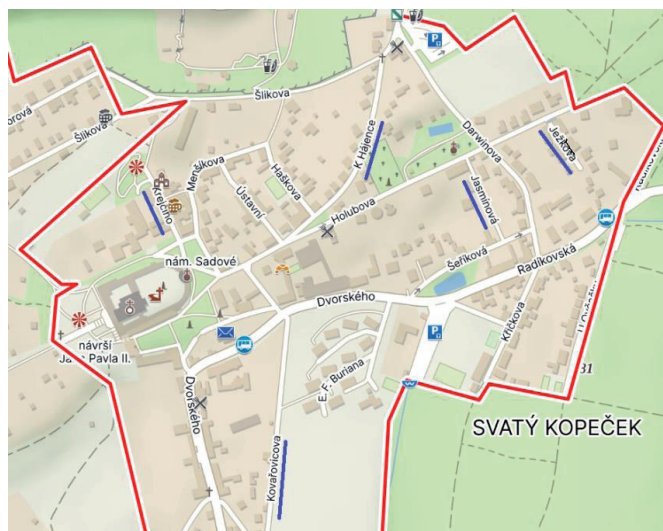 Šlikova
Šlikova
Darwinova
Ježkova
K Hájence
Menšíkova
Haškova
Krejčího
Ústavní
Holubova
Jasmínová
nám. Sadové
Šeříková
Radíkovská
Dvorského
Křičkova
návrší
Jana Pavla II.
E. F. Buriana
31
Dvorského
Kovařovicova
SVATÝ KOPEČEK
P
P